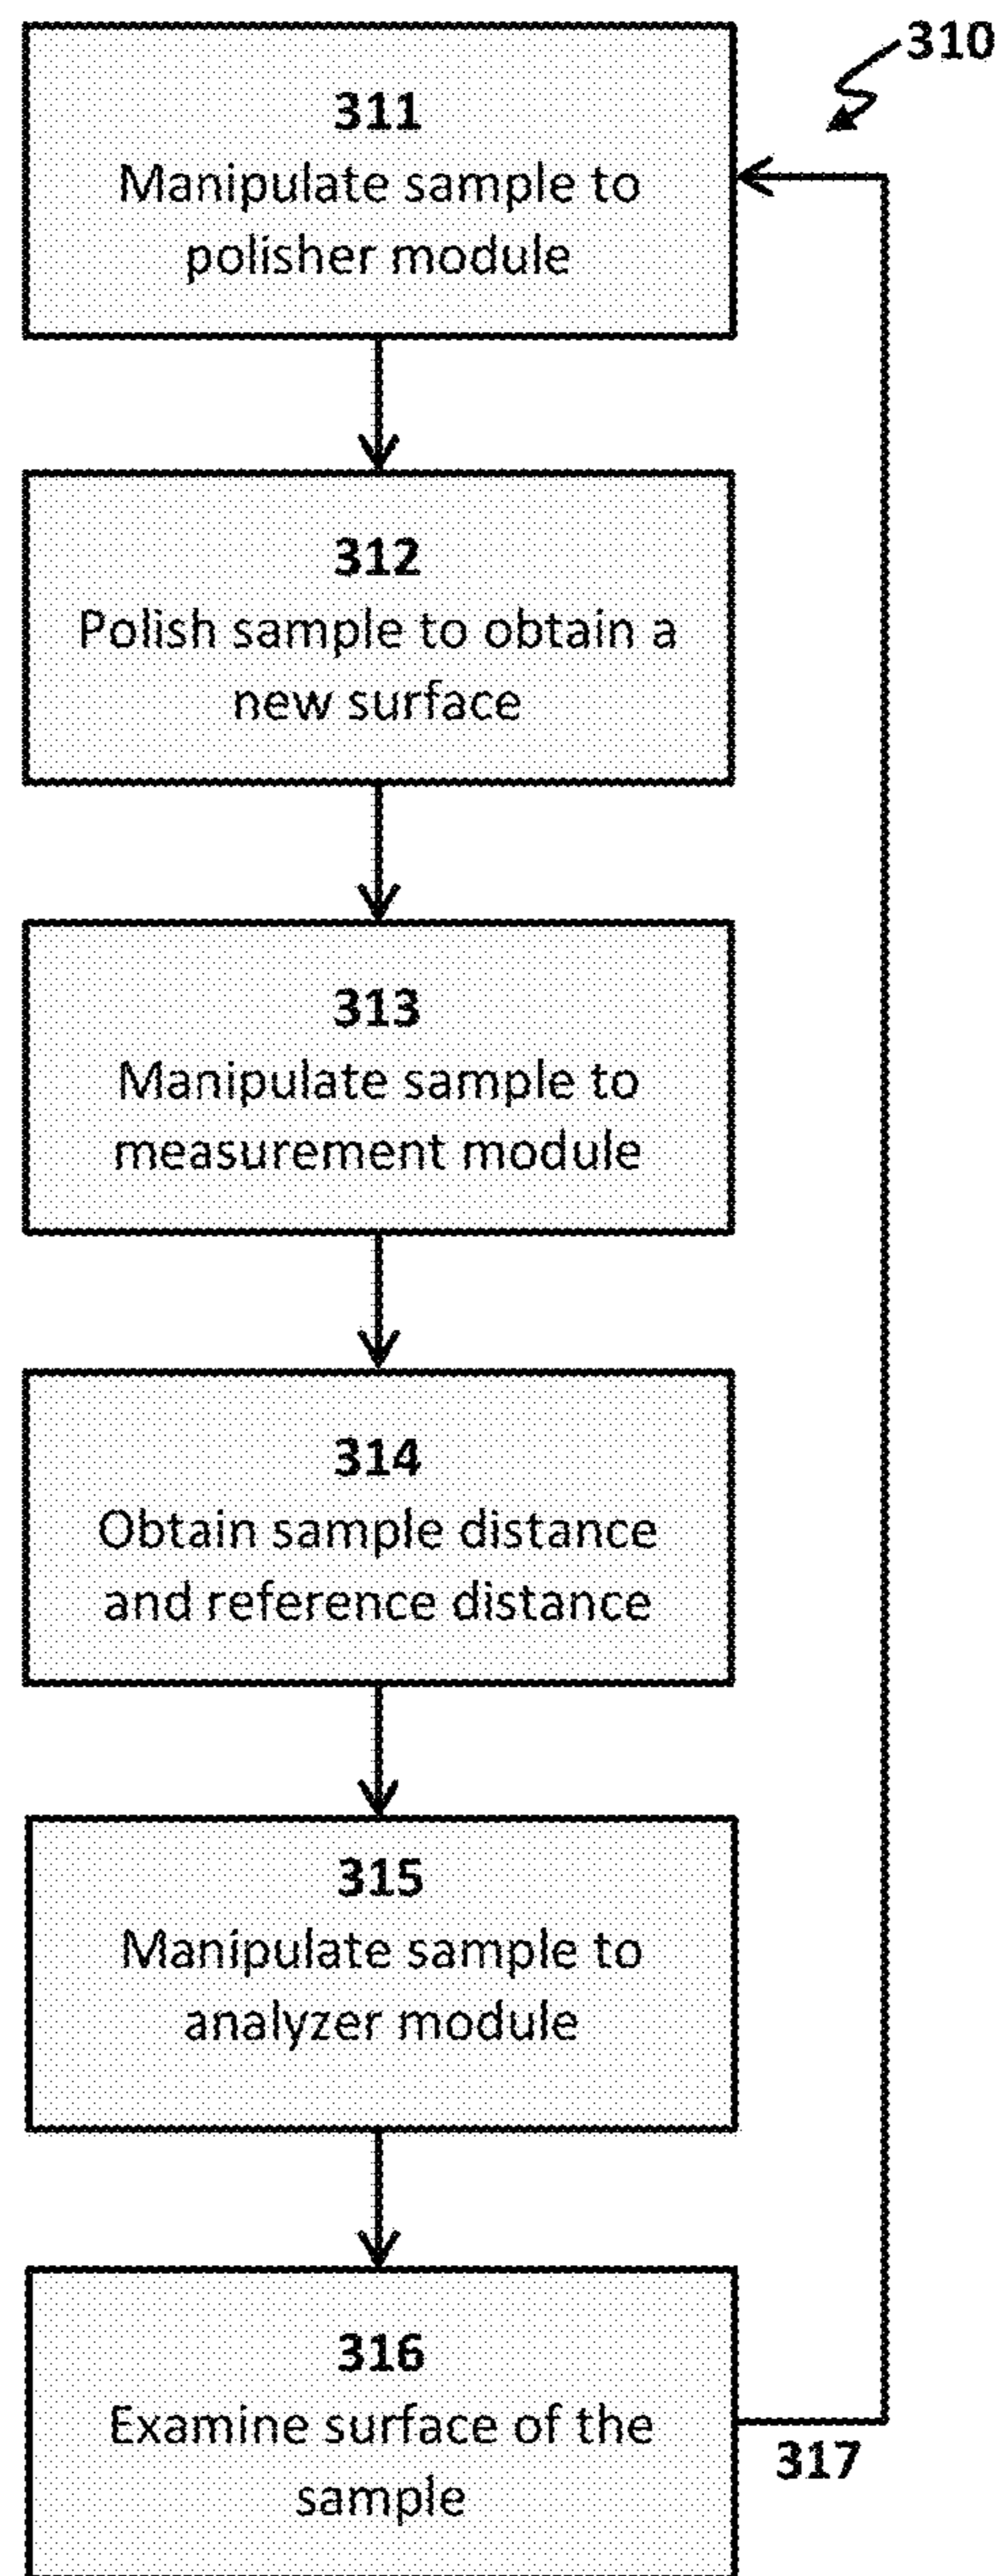 310
311
Manipulate sample to
polisher module
312
Polish sample to obtain a
new surface
313
Manipulate sample to
measurement module
314
Obtain sample distance
and reference distance
315
Manipulate sample to
analyzer module
316
Examine surface of the
sample
317